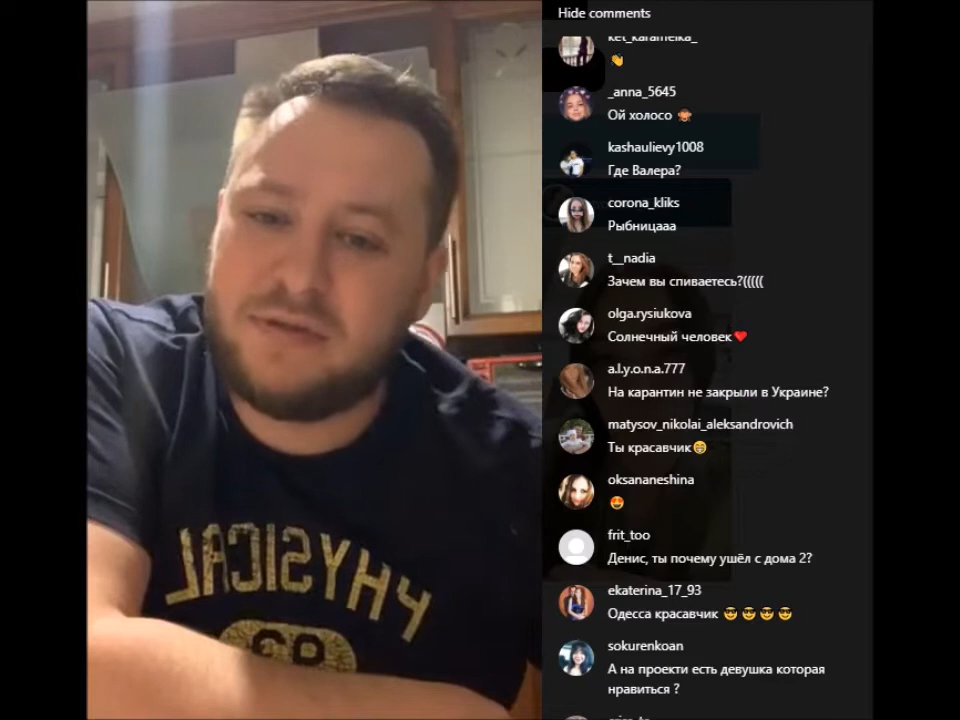 Hide comments
ket_karamelka_
_anna_5645
Ой холосо
kashaulievy1008
Где Валера?
corona_kliks
Рыбницааа
t__nadia
Зачем вы спиваетесь?(((((
olga.rysiukova
Солнечный человек
a.l.y.o.n.a.777
На карантин не закрыли в Украине?
matysov_nikolai_aleksandrovich
Ты красавчик
oksananeshina
frit_too
Денис, ты почему ушёл с дома 2?
ekaterina_17_93
Одесса красавчик
sokurenkoan
А на проекти есть девушка которая
нравиться ?
PHYSICAL